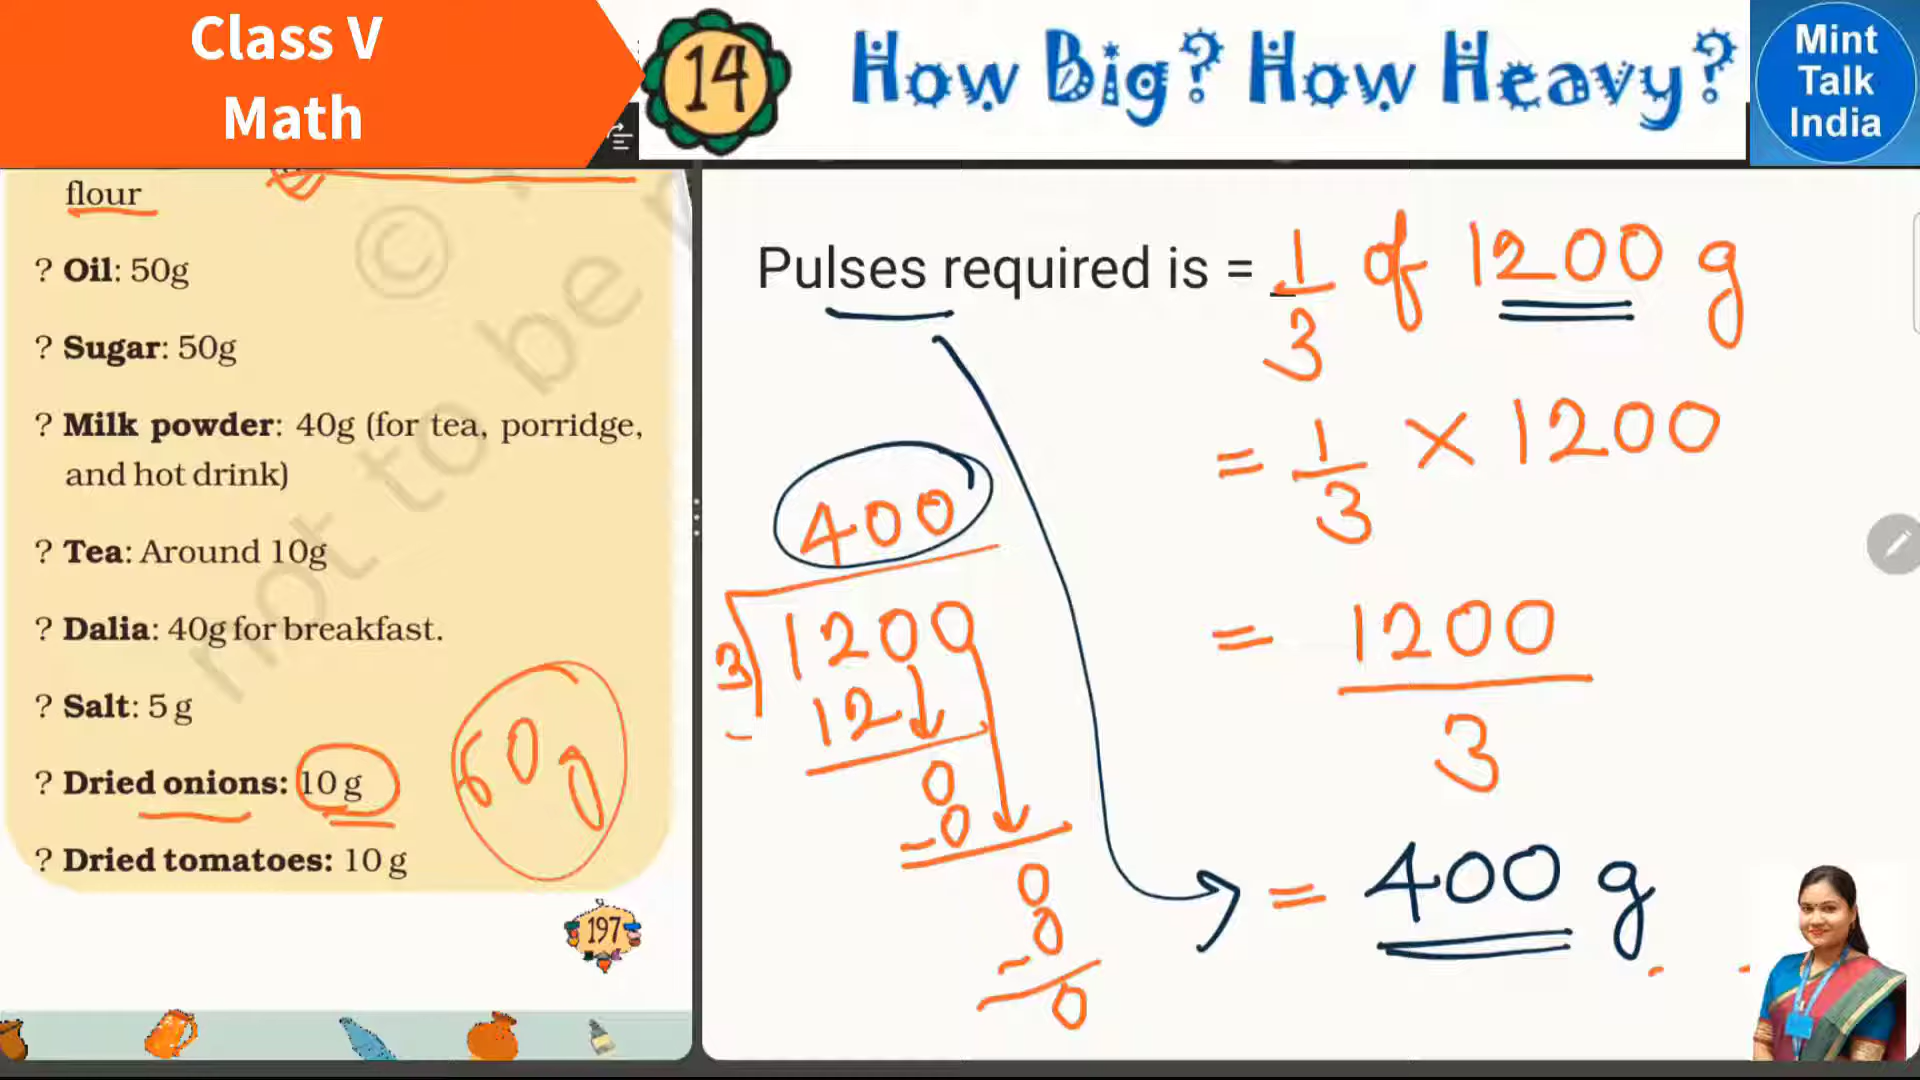 Class V
Math
14
How Big? How Heavy?
Mint
Talk
India
flour
? Oil: 50g
? Sugar: 50g
? Milk powder: 40g (for tea, porridge,
and hot drink)
? Tea: Around 10g
? Dalia: 40g for breakfast.
? Salt: 5 g
? Dried onions: 10 g
? Dried tomatoes: 10 g
60g
197
©
not to be
Pulses required is = 1/3 of 1200 g
= 1/3 × 1200
= 1200/3
= 400 g
400
3 1200
12
0
-0
0
-0
0